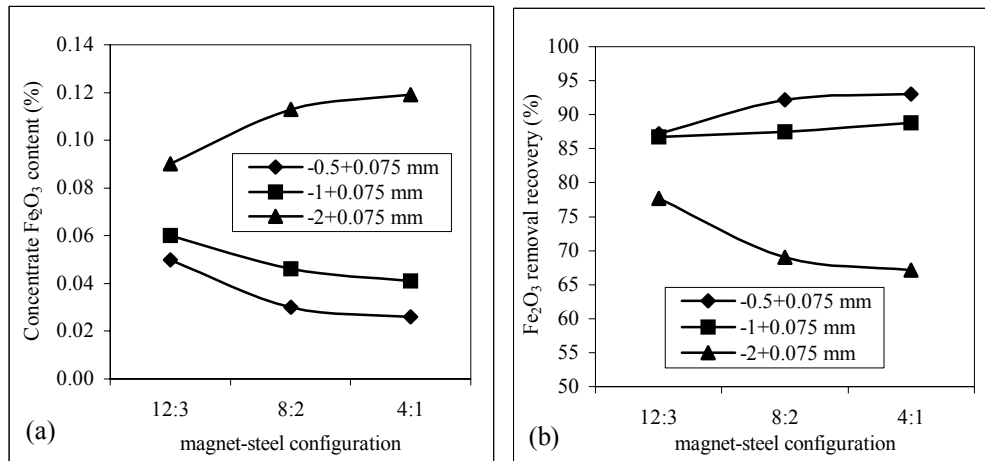 0.14
0.12
0.10
0.08
0.06
0.04
0.02
0.00
Concentrate Fe₂O₃ content (%)
-0.5+0.075 mm
-1+0.075 mm
-2+0.075 mm
12:3 8:2 4:1
(a)
magnet-steel configuration
100
95
90
85
80
75
70
65
60
55
50
Fe₂O₃ removal recovery (%)
-0.5+0.075 mm
-1+0.075 mm
-2+0.075 mm
12:3 8:2 4:1
(b)
magnet-steel configuration